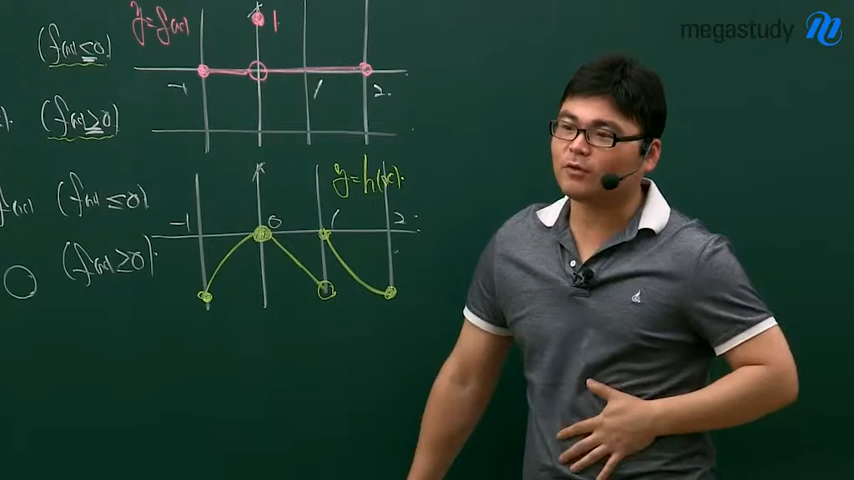 megastudy
y=f(x)
1
(f(x)≤0)
-1
1
2
(f(x)≥0)
y=h(x)
(f(x)≤0)
-1
0
1
2
(f(x)≥0)